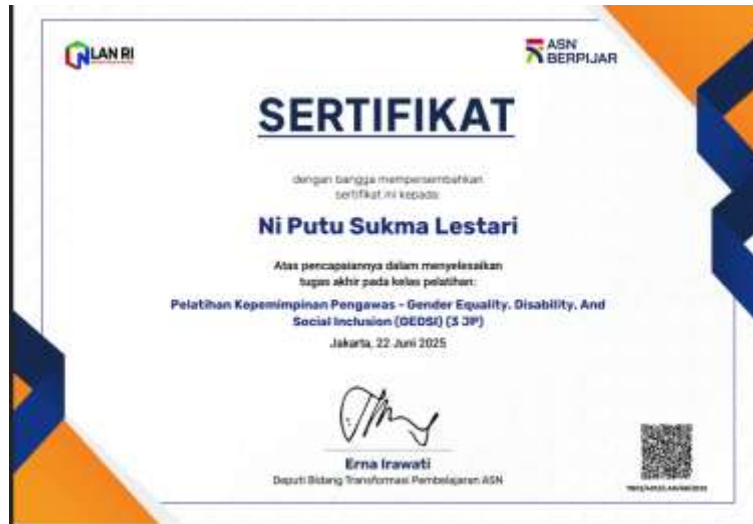 LAN RI
ASN
BERPIJAR
SERTIFIKAT
dengan bangga mempersembahkan
sertifikat ini kepada:
Ni Putu Sukma Lestari
Atas pencapaiannya dalam menyelesaikan
tugas akhir pada kelas pelatihan:
Pelatihan Kepemimpinan Pengawas - Gender Equality, Disability, And
Social Inclusion (GEDSI) (3 JP)
Jakarta, 22 Juni 2025
Erna Irawati
Deputi Bidang Transformasi Pembelajaran ASN